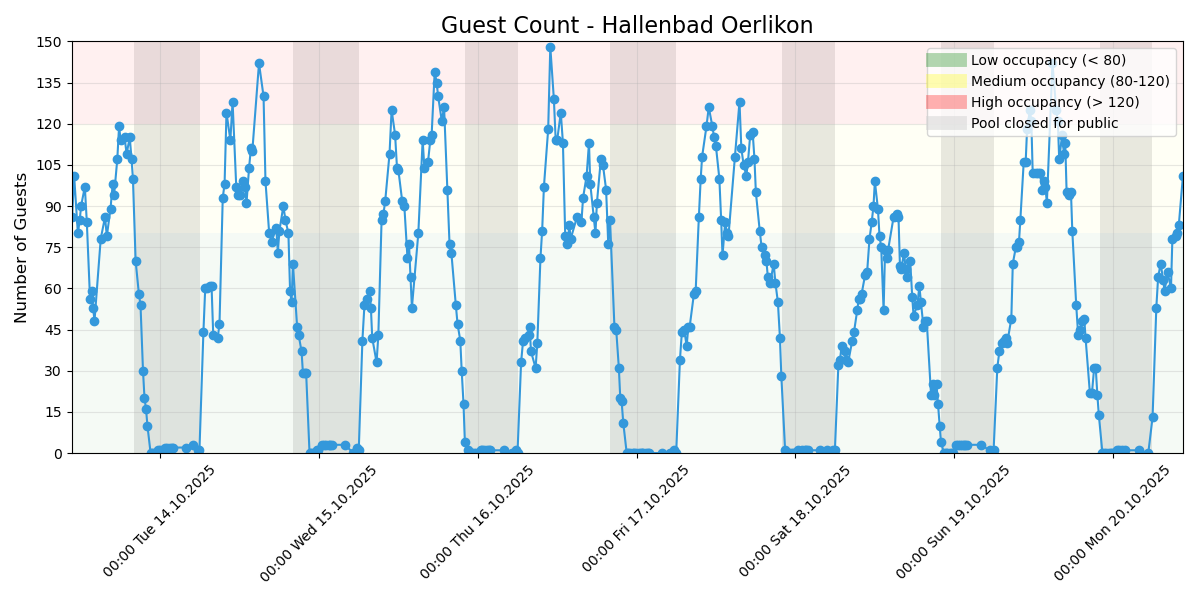 Guest Count - Hallenbad Oerlikon
Number of Guests
150
135
120
105
90
75
60
45
30
15
0
Low occupancy (< 80)
Medium occupancy (80-120)
High occupancy (> 120)
Pool closed for public
00:00 Tue 14.10.2025
00:00 Wed 15.10.2025
00:00 Thu 16.10.2025
00:00 Fri 17.10.2025
00:00 Sat 18.10.2025
00:00 Sun 19.10.2025
00:00 Mon 20.10.2025